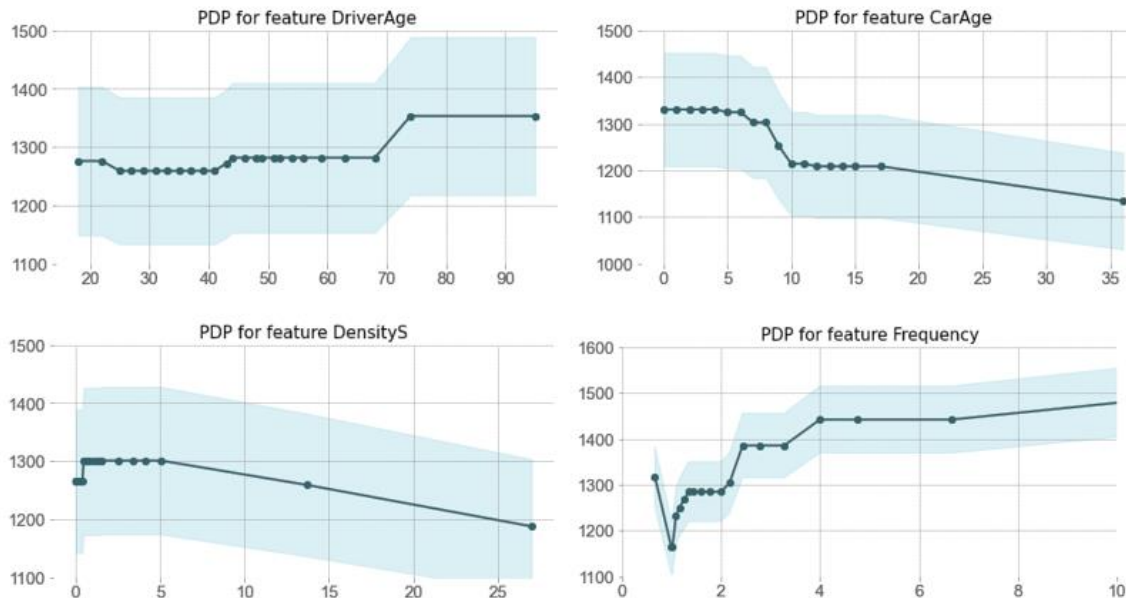 PDP for feature DriverAge
1500
1400
1300
1200
1100
20 30 40 50 60 70 80 90
PDP for feature CarAge
1500
1400
1300
1200
1100
1000
0 5 10 15 20 25 30 35
PDP for feature DensityS
1500
1400
1300
1200
1100
0 5 10 15 20 25
PDP for feature Frequency
1600
1500
1400
1300
1200
1100
0 2 4 6 8 10